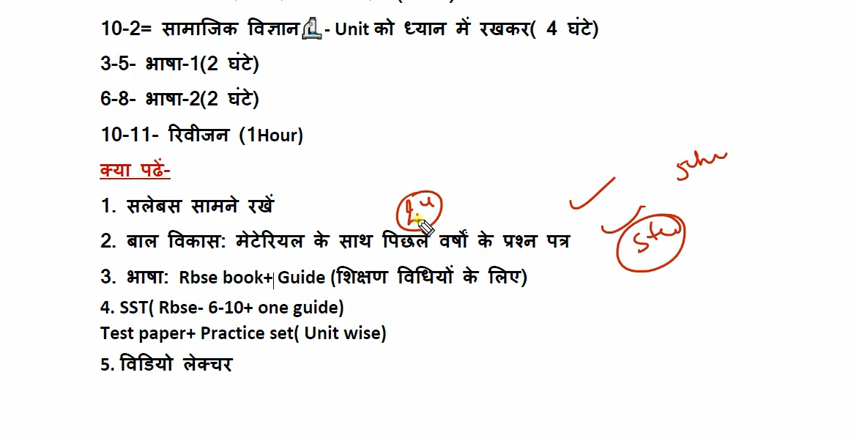 10-2= सामाजिक विज्ञान - Unit को ध्यान में रखकर( 4 घंटे)
3-5- भाषा-1(2 घंटे)
6-8- भाषा-2(2 घंटे)
10-11- रिवीजन (1Hour)
क्या पढें-
1. सलेबस सामने रखें
2. बाल विकास: मेटेरियल के साथ पिछले वर्षों के प्रश्न पत्र
3. भाषा: Rbse book+ Guide (शिक्षण विधियों के लिए)
4. SST( Rbse- 6-10+ one guide)
Test paper+ Practice set( Unit wise)
5. विडियो लेक्चर